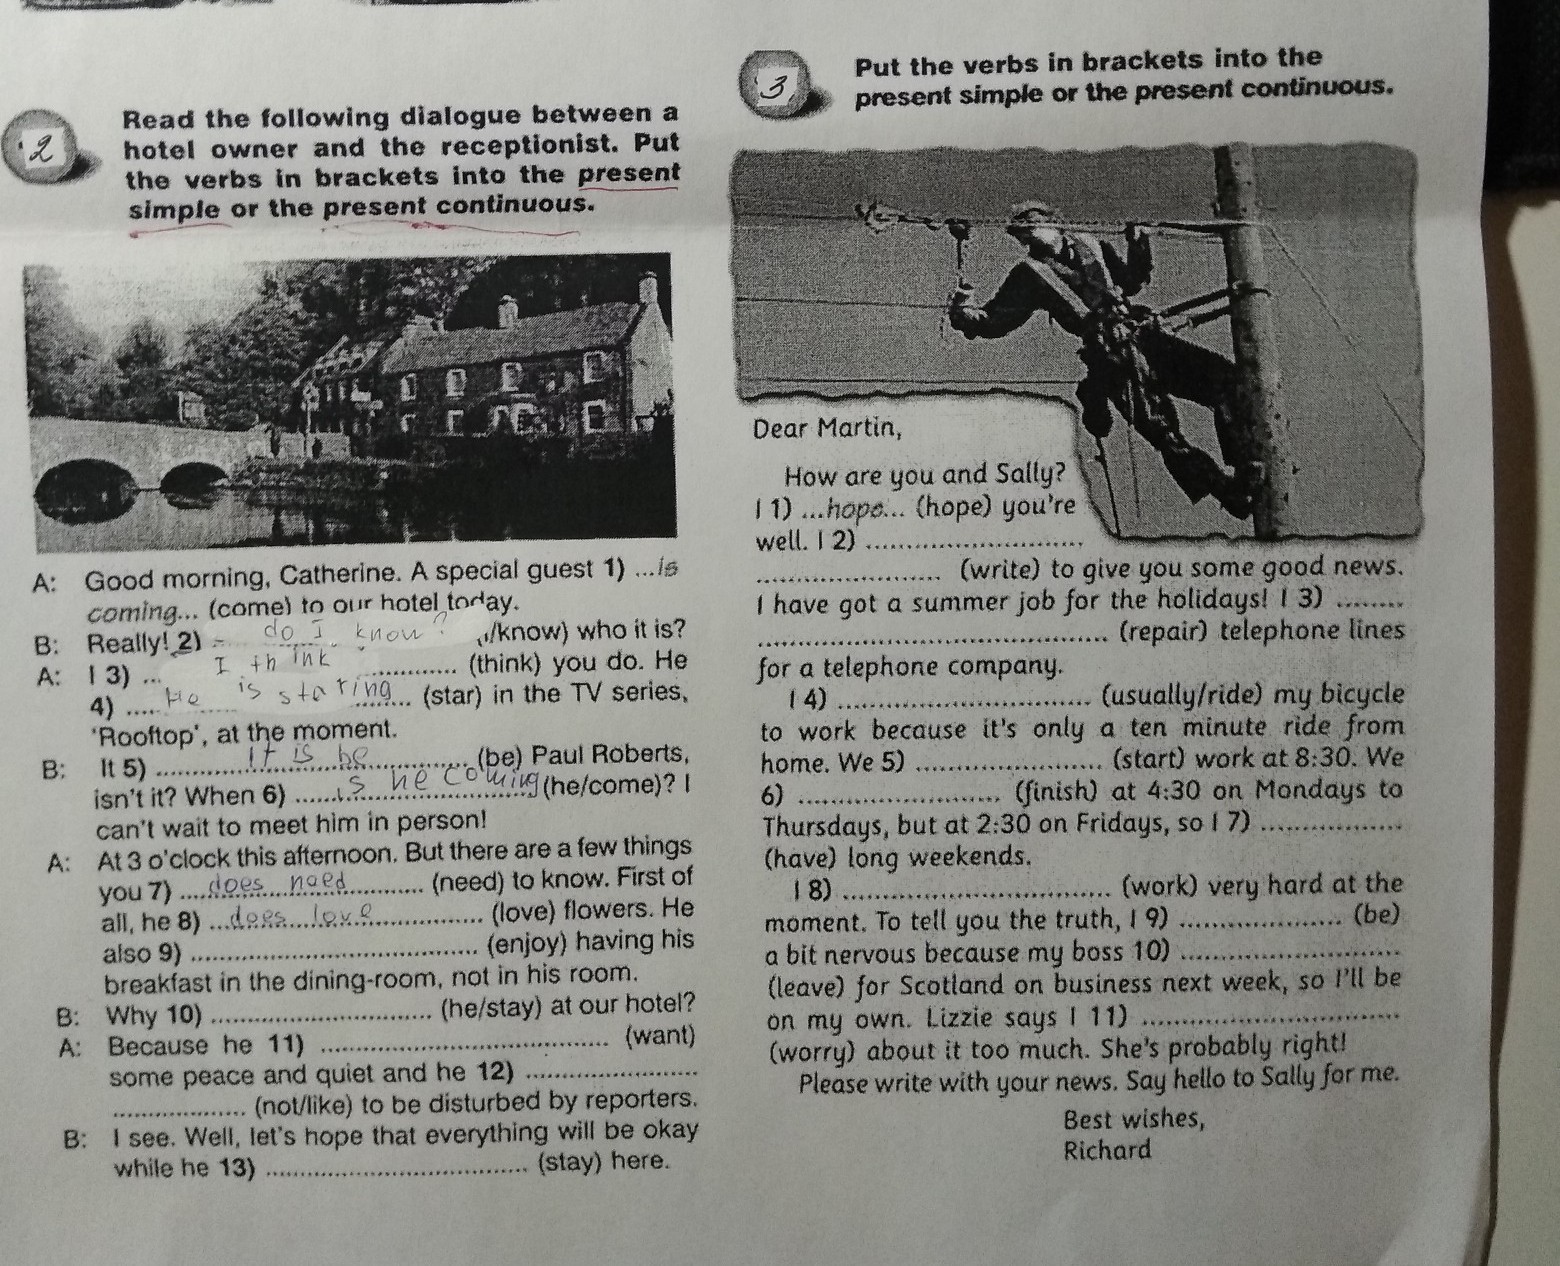 2
Read the following dialogue between a
hotel owner and the receptionist. Put
the verbs in brackets into the present
simple or the present continuous.
A: Good morning, Catherine. A special guest 1) ...is
coming... (come) to our hotel today.
B: Really! 2) do I know? /know) who it is?
A: I 3) ... I think .......... (think) you do. He
4) .... He is staring ....... (star) in the TV series,
'Rooftop', at the moment.
B: It 5) .......... It is be .......... (be) Paul Roberts,
isn't it? When 6) ...... is he coming (he/come)? I
can't wait to meet him in person!
A: At 3 o'clock this afternoon. But there are a few things
you 7) .... does need .......... (need) to know. First of
all, he 8) ... does love .......... (love) flowers. He
also 9) .......... (enjoy) having his
breakfast in the dining-room, not in his room.
B: Why 10) .......... (he/stay) at our hotel?
A: Because he 11) .......... (want)
some peace and quiet and he 12) ..........
.......... (not/like) to be disturbed by reporters.
B: I see. Well, let's hope that everything will be okay
while he 13) .......... (stay) here.
3
Put the verbs in brackets into the
present simple or the present continuous.
Dear Martin,
How are you and Sally?
I 1) ...hope... (hope) you're
well. I 2) ..........
.......... (write) to give you some good news.
I have got a summer job for the holidays! I 3) ........
.......... (repair) telephone lines
for a telephone company.
I 4) .......... (usually/ride) my bicycle
to work because it's only a ten minute ride from
home. We 5) .......... (start) work at 8:30. We
6) .......... (finish) at 4:30 on Mondays to
Thursdays, but at 2:30 on Fridays, so I 7) ..........
(have) long weekends.
I 8) .......... (work) very hard at the
moment. To tell you the truth, I 9) .......... (be)
a bit nervous because my boss 10) ..........
(leave) for Scotland on business next week, so I'll be
on my own. Lizzie says I 11) ..........
(worry) about it too much. She's probably right!
Please write with your news. Say hello to Sally for me.
Best wishes,
Richard